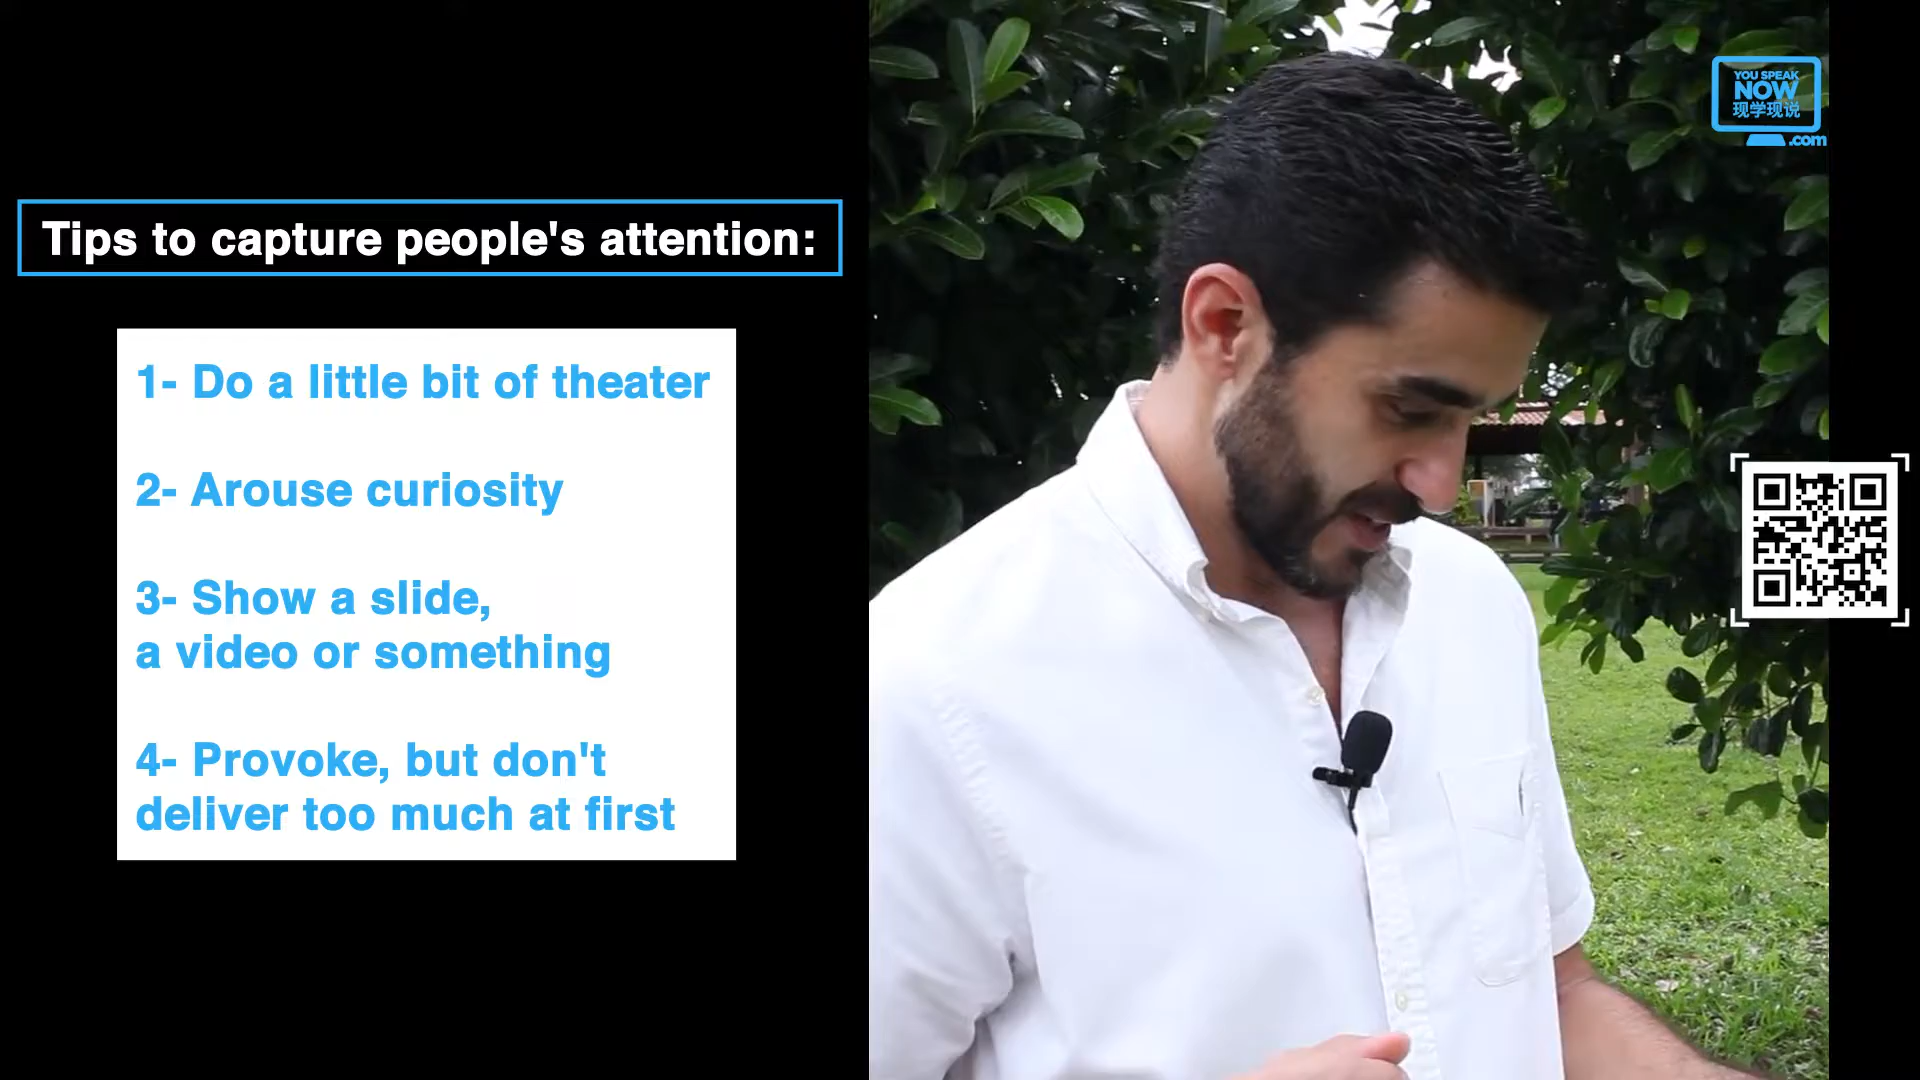 Tips to capture people's attention:
1- Do a little bit of theater
2- Arouse curiosity
3- Show a slide,
a video or something
4- Provoke, but don't
deliver too much at first
YOU SPEAK
NOW
现学现说
.com